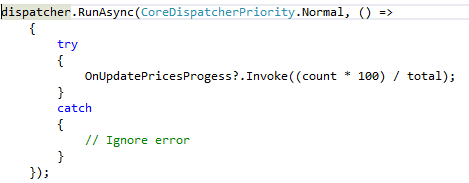 dispatcher.RunAsync(CoreDispatcherPriority.Normal, () =>
{
try
{
OnUpdatePricesProgess?.Invoke((count * 100) / total);
}
catch
{
// Ignore error
}
});